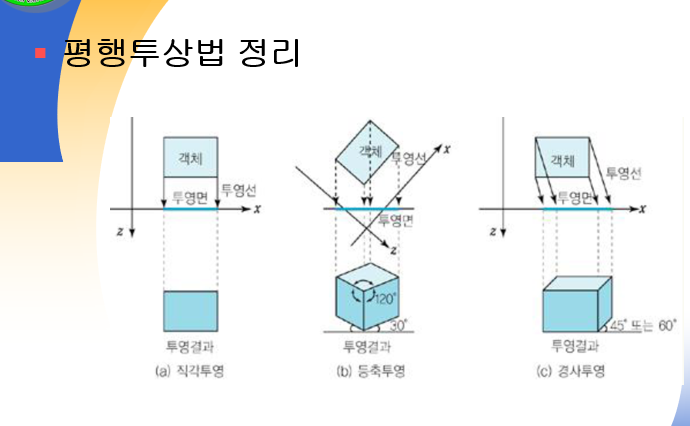 평행투상법 정리
객체
투영선
투영면
x
z
투영결과
(a) 직각투영
객체
투영선
x
투영면
z
120°
30°
투영결과
(b) 등축투영
객체
투영선
투영면
x
z
45° 또는 60°
투영결과
(c) 경사투영